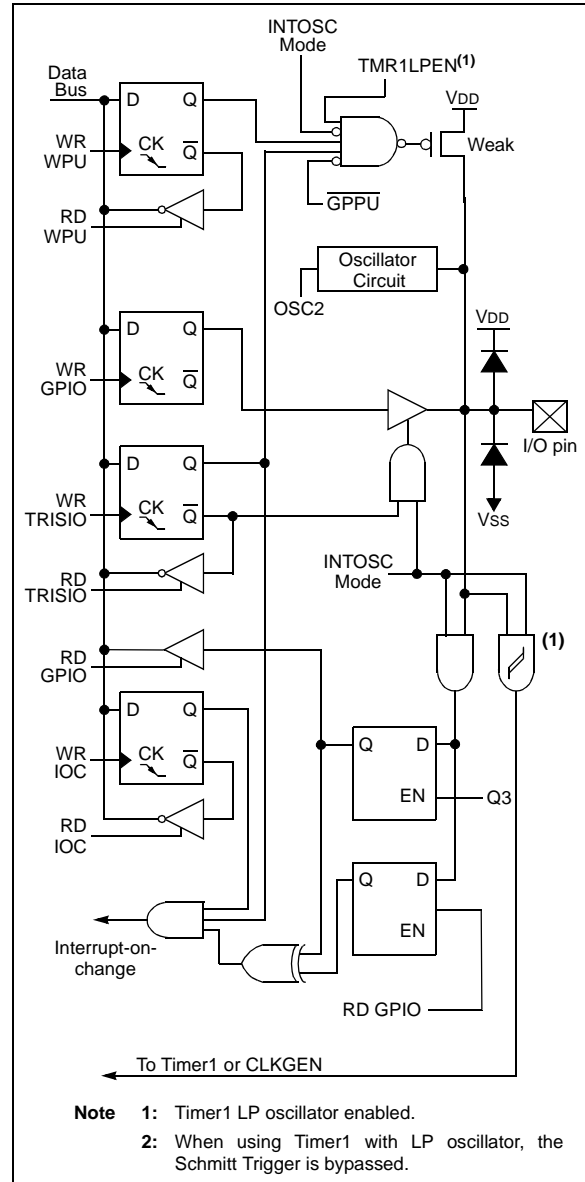 INTOSC
Mode
TMR1LPEN(1)
Data
Bus
VDD
D Q
WR
WPU
CK Q
Weak
RD
WPU
GPPU
Oscillator
Circuit
OSC2
VDD
D Q
WR
GPIO
CK Q
I/O pin
D Q
WR
TRISIO
CK Q
VSS
INTOSC
Mode
RD
TRISIO
(1)
RD
GPIO
D Q
WR
IOC
CK Q
Q D
EN
Q3
RD
IOC
Q D
EN
Interrupt-on-
change
RD GPIO
To Timer1 or CLKGEN
Note 1: Timer1 LP oscillator enabled.
2: When using Timer1 with LP oscillator, the
Schmitt Trigger is bypassed.